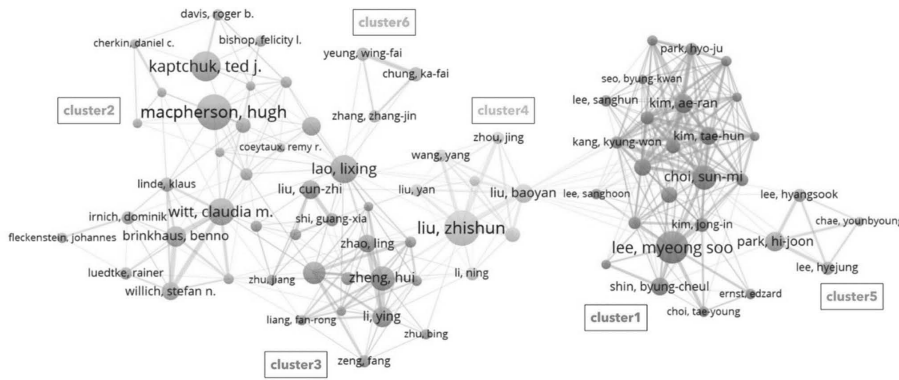 davis, roger b.
cluster6
cherkin, daniel c.
bishop, felicity l.
yeung, wing-fai
kaptchuk, ted j.
chung, ka-fai
cluster2
macpherson, hugh
zhang, zhang-jin
cluster4
zhou, jing
coeytaux, remy r.
wang, yang
lao, lixing
linde, klaus
liu, cun-zhi
liu, yan
liu, baoyan
irnich, dominik
witt, claudia m.
shi, guang-xia
liu, zhishun
fleckenstein, johannes
brinkhaus, benno
zhao, ling
luedtke, rainer
zhu, jiang
zheng, hui
li, ning
willich, stefan n.
liang, fan-rong
li, ying
zhu, bing
cluster3
zeng, fang
park, hyo-ju
seo, byung-kwan
lee, sanghun
kim, ae-ran
kang, kyung-won
kim, tae-hun
choi, sun-mi
lee, sanghoon
lee, hyangsook
kim, jong-in
chae, younbyoung
lee, myeong soo
park, hi-joon
lee, hyejung
shin, byung-cheul
ernst, edzard
cluster5
cluster1
choi, tae-young